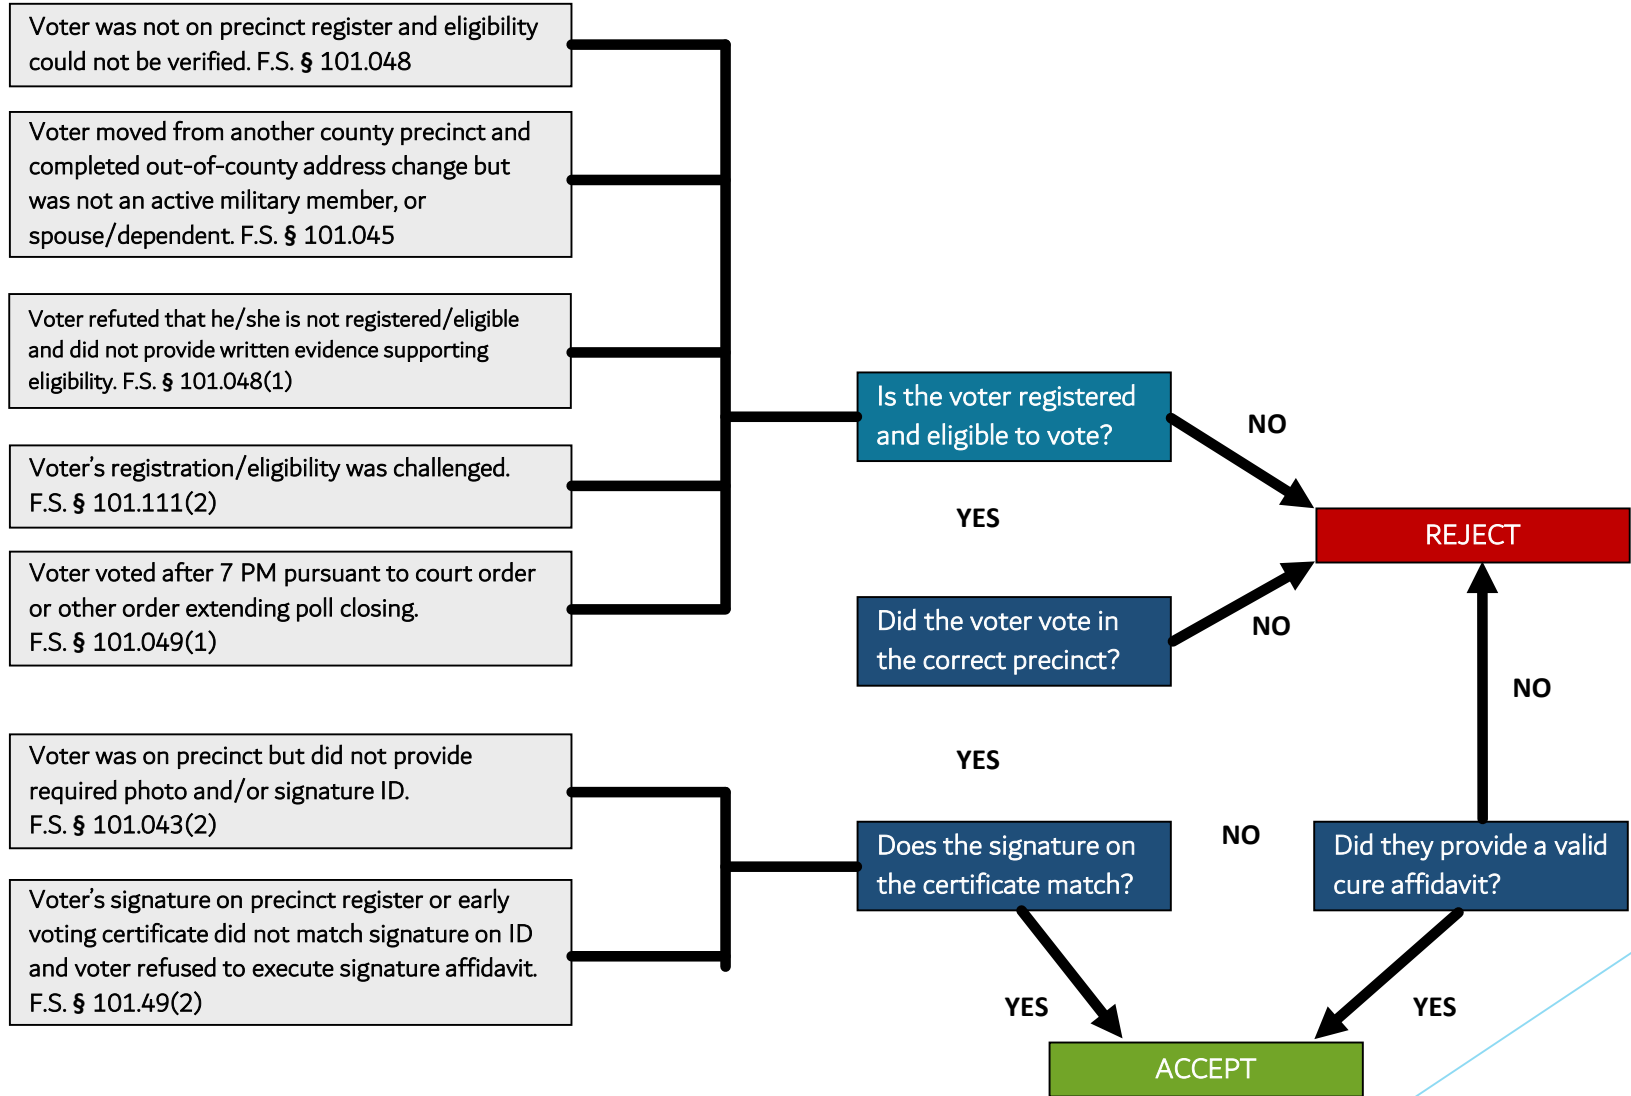 Voter was not on precinct register and eligibility
could not be verified. F.S. § 101.048
Voter moved from another county precinct and
completed out-of-county address change but
was not an active military member, or
spouse/dependent. F.S. § 101.045
Voter refuted that he/she is not registered/eligible
and did not provide written evidence supporting
eligibility. F.S. § 101.048(1)
Voter's registration/eligibility was challenged.
F.S. § 101.111(2)
Voter voted after 7 PM pursuant to court order
or other order extending poll closing.
F.S. § 101.049(1)
Voter was on precinct but did not provide
required photo and/or signature ID.
F.S. § 101.043(2)
Voter's signature on precinct register or early
voting certificate did not match signature on ID
and voter refused to execute signature affidavit.
F.S. § 101.49(2)
Is the voter registered
and eligible to vote?
NO
YES
REJECT
Did the voter vote in
the correct precinct?
NO
NO
YES
Does the signature on
the certificate match?
NO
Did they provide a valid
cure affidavit?
YES
YES
ACCEPT